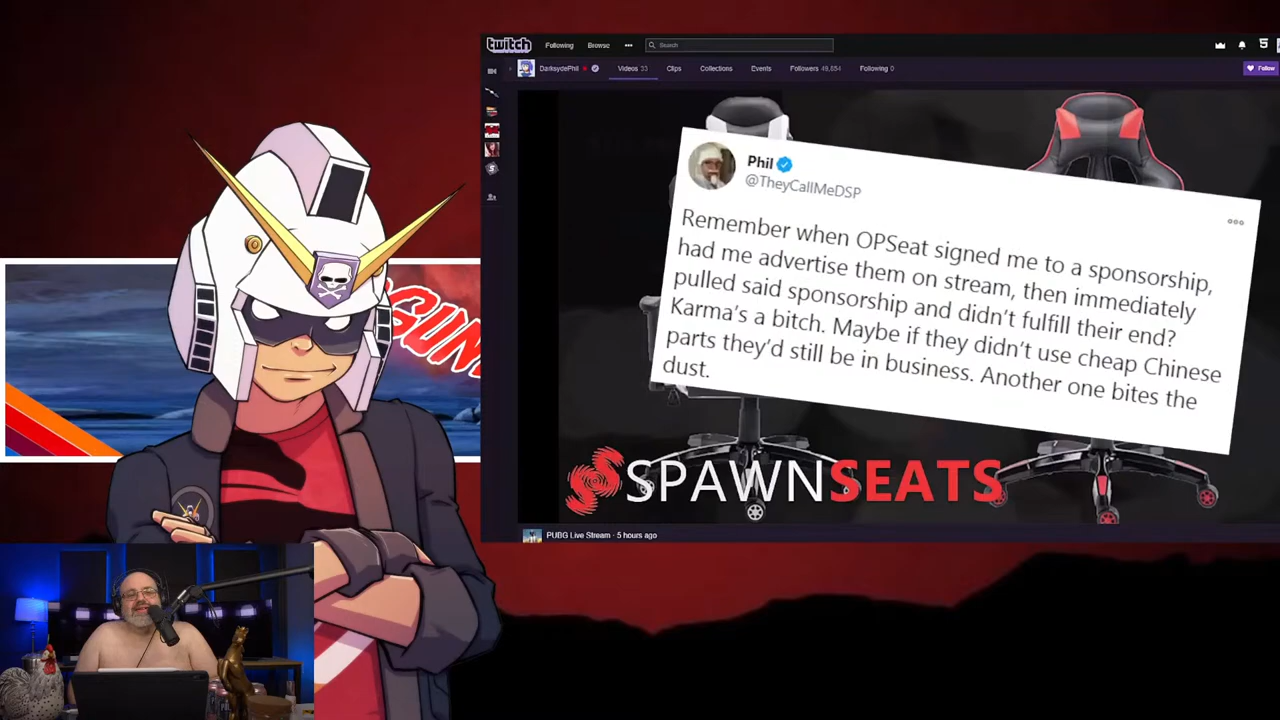 twitch
Following
Browse
Search
DarksydePhil
Videos 33
Clips
Collections
Events
Followers 49,654
Following 0
Follow
Phil
@TheyCallMeDSP
Remember when OPSeat signed me to a sponsorship,
had me advertise them on stream, then immediately
pulled said sponsorship and didn't fulfill their end?
Karma's a bitch. Maybe if they didn't use cheap Chinese
parts they'd still be in business. Another one bites the
dust.
SPAWNSEATS
PUBG Live Stream · 5 hours ago